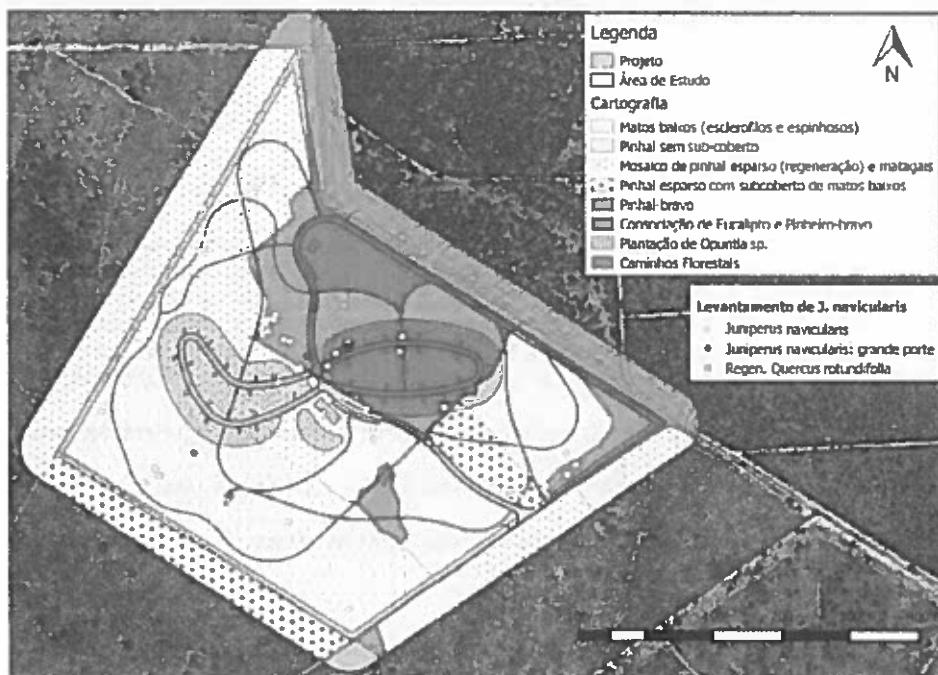 Legenda
Projeto
Área de Estudo
Cartografia
Matos baixos (esclerofilos e espinhosos)
Pinhal sem sub-coberto
Mosaico de pinhal esparso (regeneração) e matagais
Pinhal esparso com subcoberto de matos baixos
Pinhal-bravo
Consociação de Eucalipto e Pinheiro-bravo
Plantação de Opuntia sp.
Caminhos Florestais
N
Levantamento de J. navicularis
Juniperus navicularis
Juniperus navicularis: grande porte
Regen. Quercus rotundifolia